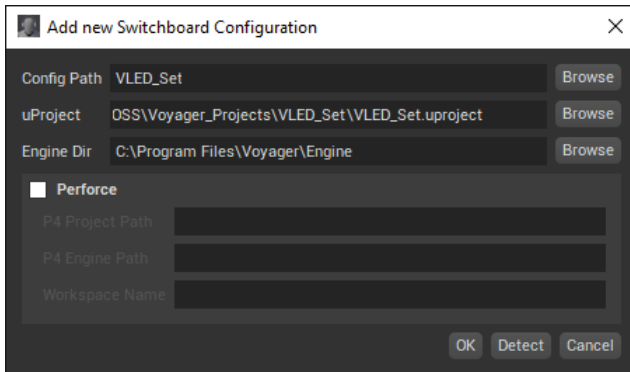 Add new Switchboard Configuration
Config Path VLED_Set Browse
uProject OSS\Voyager_Projects\VLED_Set\VLED_Set.uproject Browse
Engine Dir C:\Program Files\Voyager\Engine Browse
Perforce
P4 Project Path
P4 Engine Path
Workspace Name
OK Detect Cancel